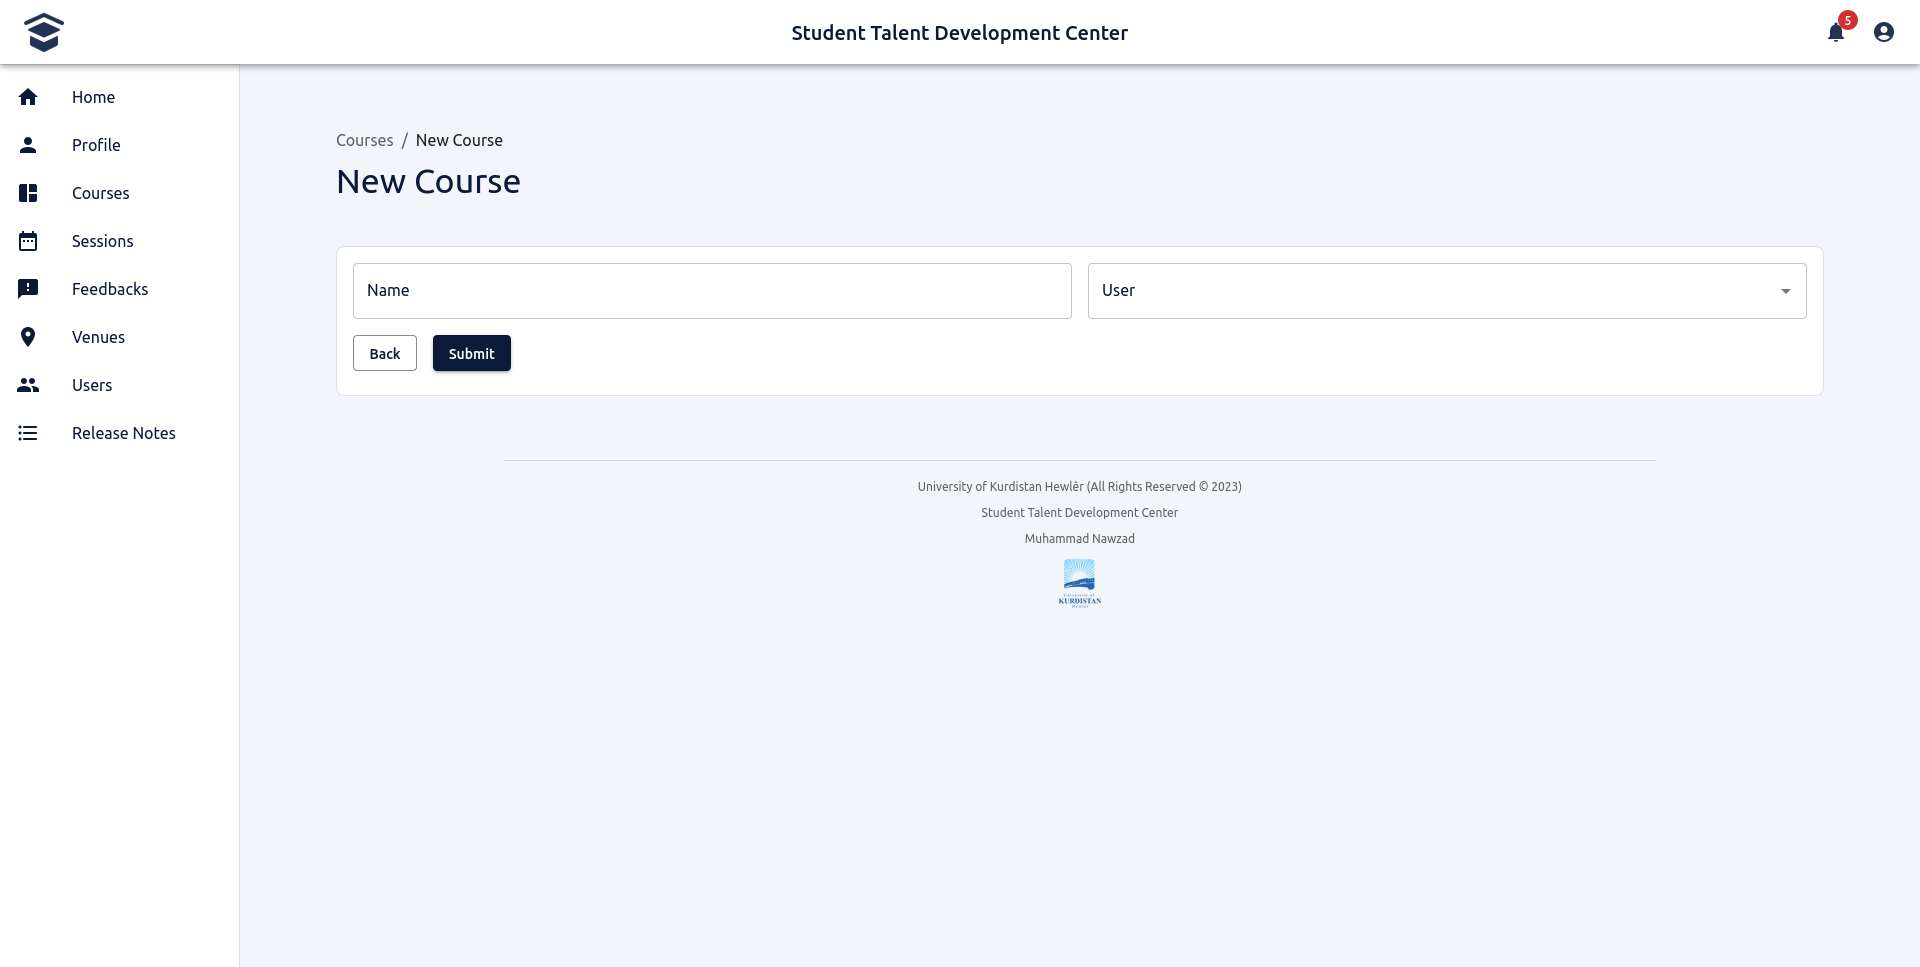 Student Talent Development Center
5
Home
Profile
Courses
Sessions
Feedbacks
Venues
Users
Release Notes
Courses / New Course
New Course
Name
User
Back
Submit
University of Kurdistan Hewlêr (All Rights Reserved © 2023)
Student Talent Development Center
Muhammad Nawzad
University of
KURDISTAN